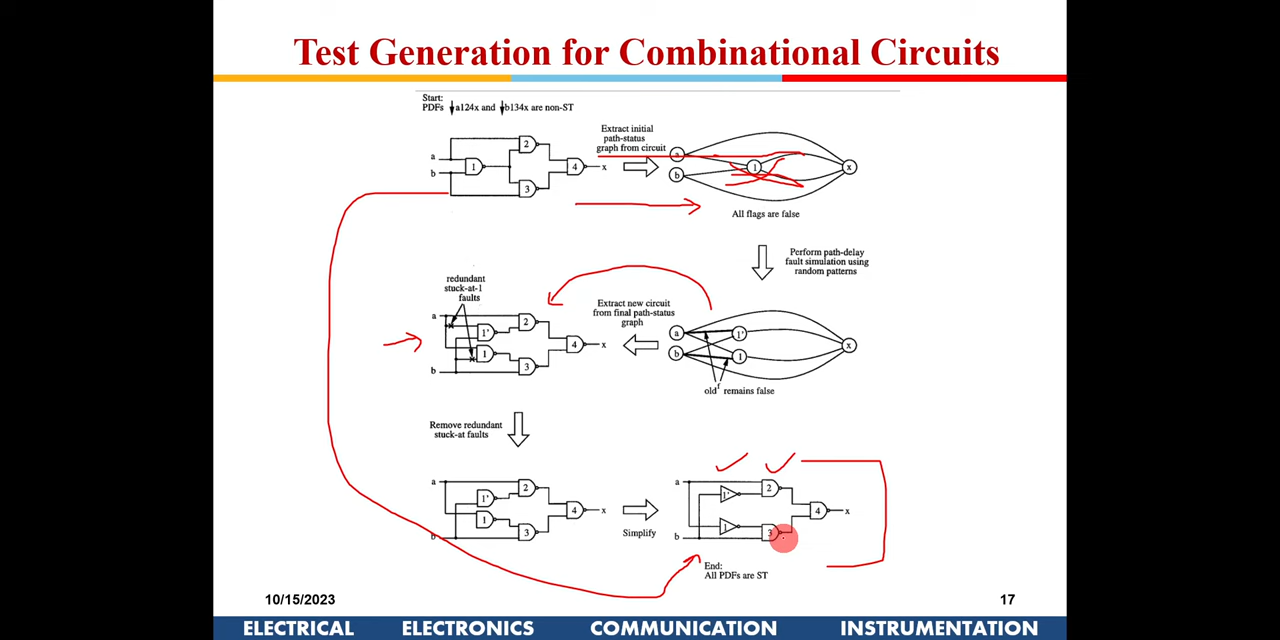 Test Generation for Combinational Circuits
Start:
PDFs ↓a124x and ↓b134x are non-ST
a
b
1
2
3
4
x
Extract initial
path-status
graph from circuit
a
b
1
x
All flags are false
Perform path-delay
fault simulation using
random patterns
redundant
stuck-at-1
faults
a
b
1'
1
2
3
4
x
Extract new circuit
from final path-status
graph
a
b
1'
1
x
old^r remains false
Remove redundant
stuck-at faults
a
b
1'
1
2
3
4
x
Simplify
a
b
1'
1
2
3
4
x
End:
All PDFs are ST
10/15/2023
17
ELECTRICAL ELECTRONICS COMMUNICATION INSTRUMENTATION